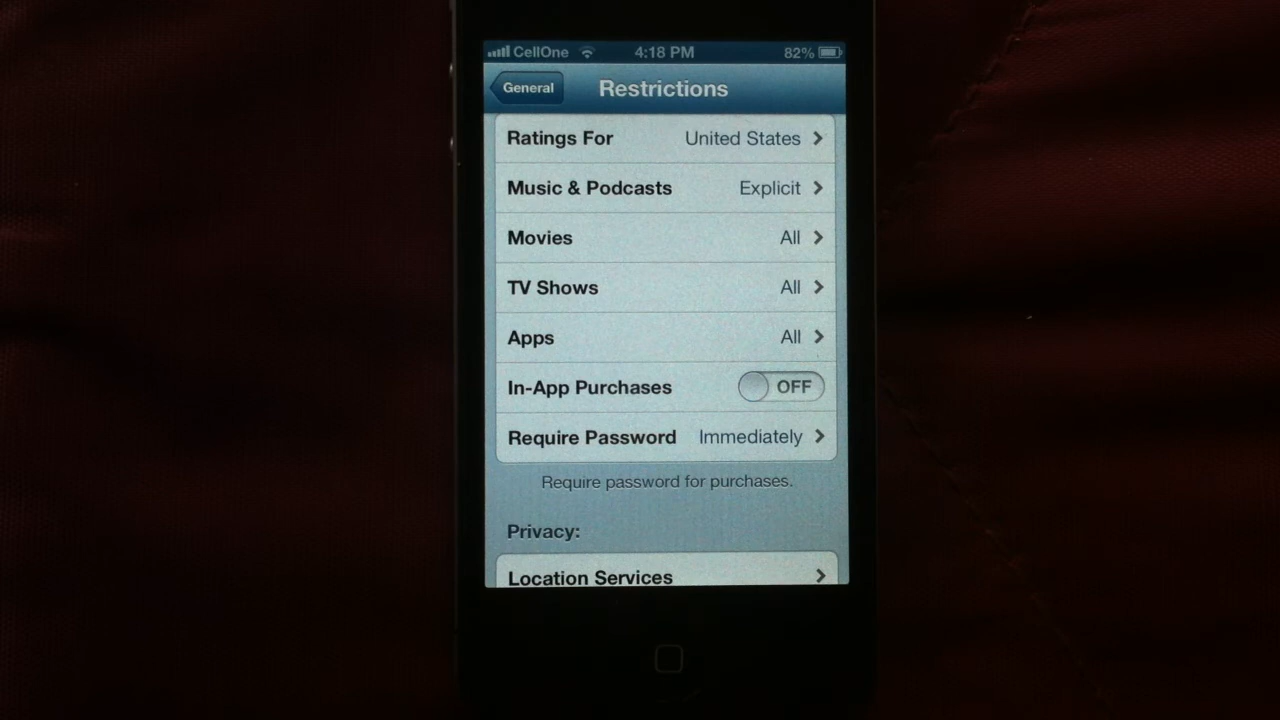 CellOne 4:18 PM 82%
General Restrictions
Ratings For United States
Music & Podcasts Explicit
Movies All
TV Shows All
Apps All
In-App Purchases OFF
Require Password Immediately
Require password for purchases.
Privacy:
Location Services